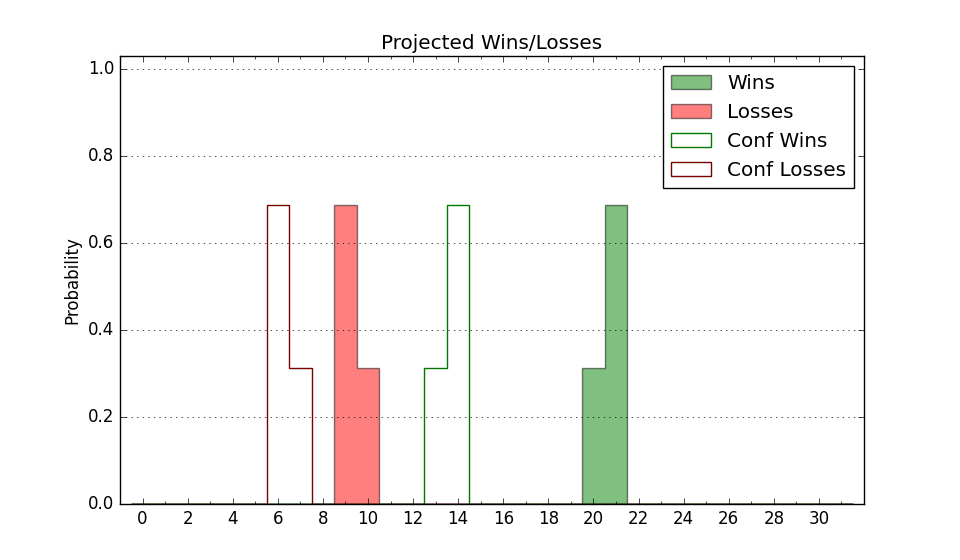 Projected Wins/Losses
1.0
0.8
0.6
0.4
0.2
0.0
Probability
Wins
Losses
Conf Wins
Conf Losses
0 2 4 6 8 10 12 14 16 18 20 22 24 26 28 30